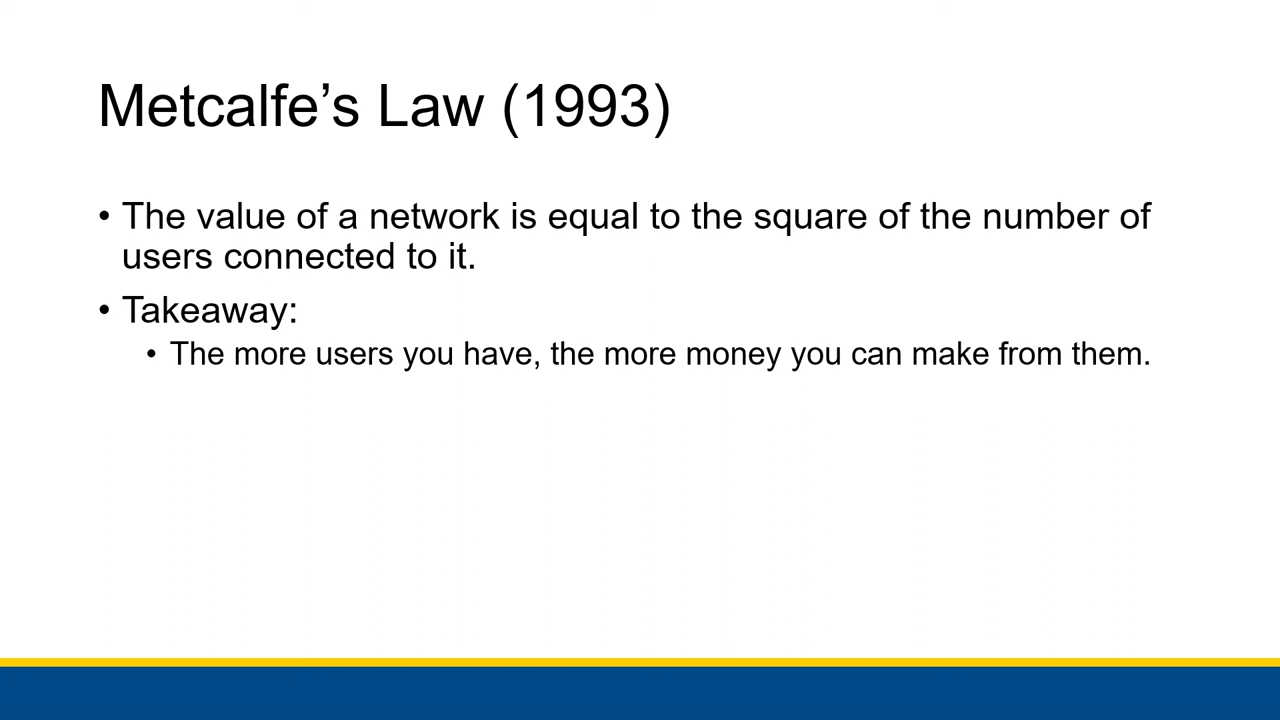 Metcalfe’s Law (1993)
• The value of a network is equal to the square of the number of
users connected to it.
• Takeaway:
• The more users you have, the more money you can make from them.